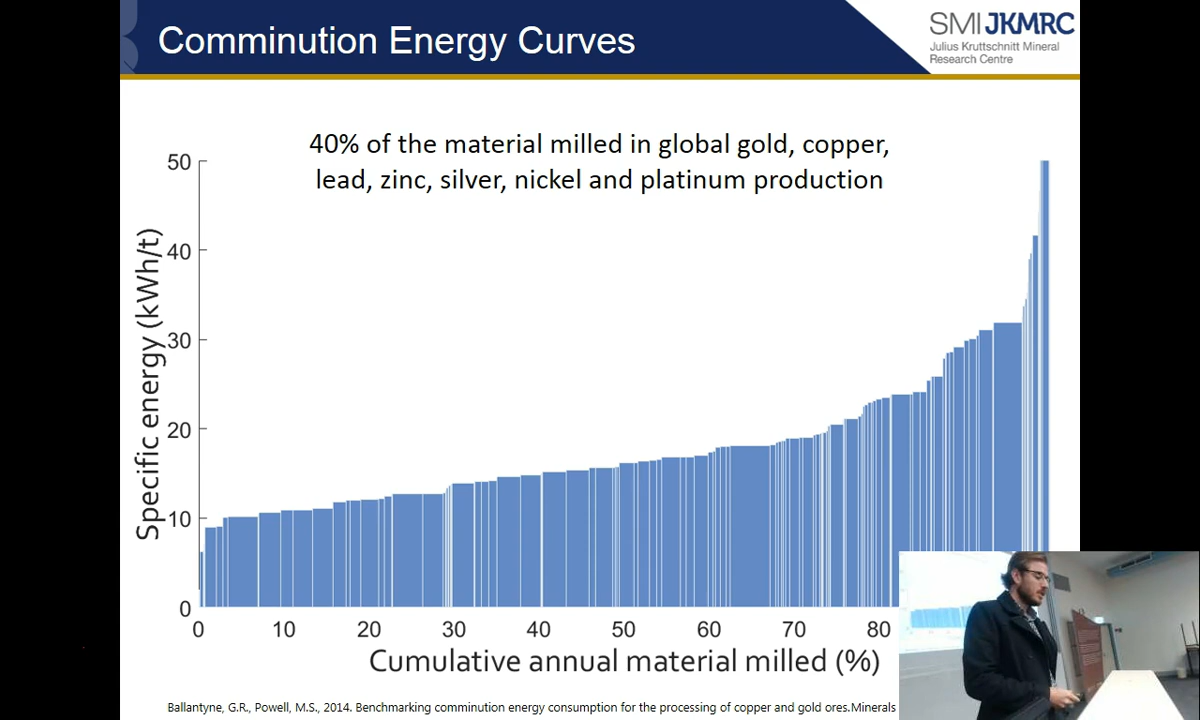 Comminution Energy Curves
SMI JKMRC
Julius Kruttschnitt Mineral
Research Centre
40% of the material milled in global gold, copper,
lead, zinc, silver, nickel and platinum production
Specific energy (kWh/t)
50
40
30
20
10
0
0 10 20 30 40 50 60 70 80
Cumulative annual material milled (%)
Ballantyne, G.R., Powell, M.S., 2014. Benchmarking comminution energy consumption for the processing of copper and gold ores.Minerals